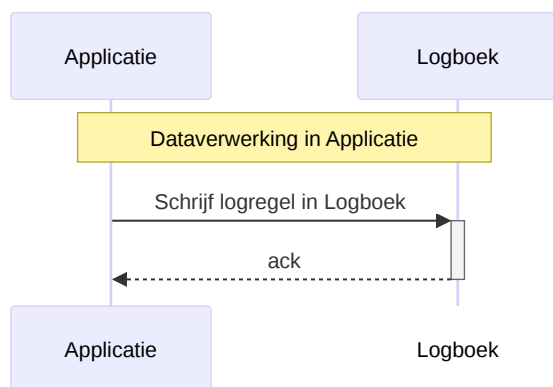 Applicatie
Logboek
Dataverwerking in Applicatie
Schrijf logregel in Logboek
ack
Applicatie
Logboek